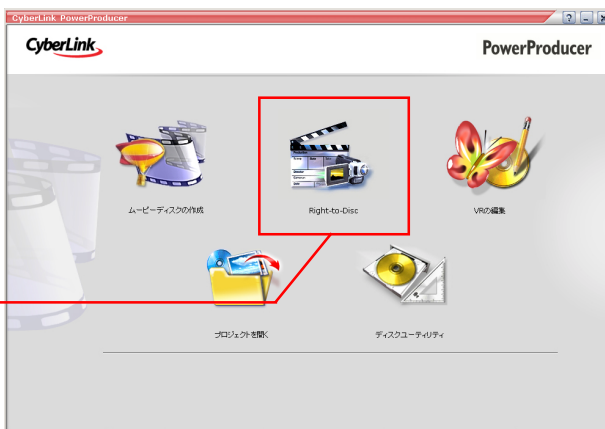 CyberLink PowerProducer
CyberLink
PowerProducer
ムービーディスクの作成
Right-to-Disc
VRの編集
プロジェクトを開く
ディスクユーティリティ